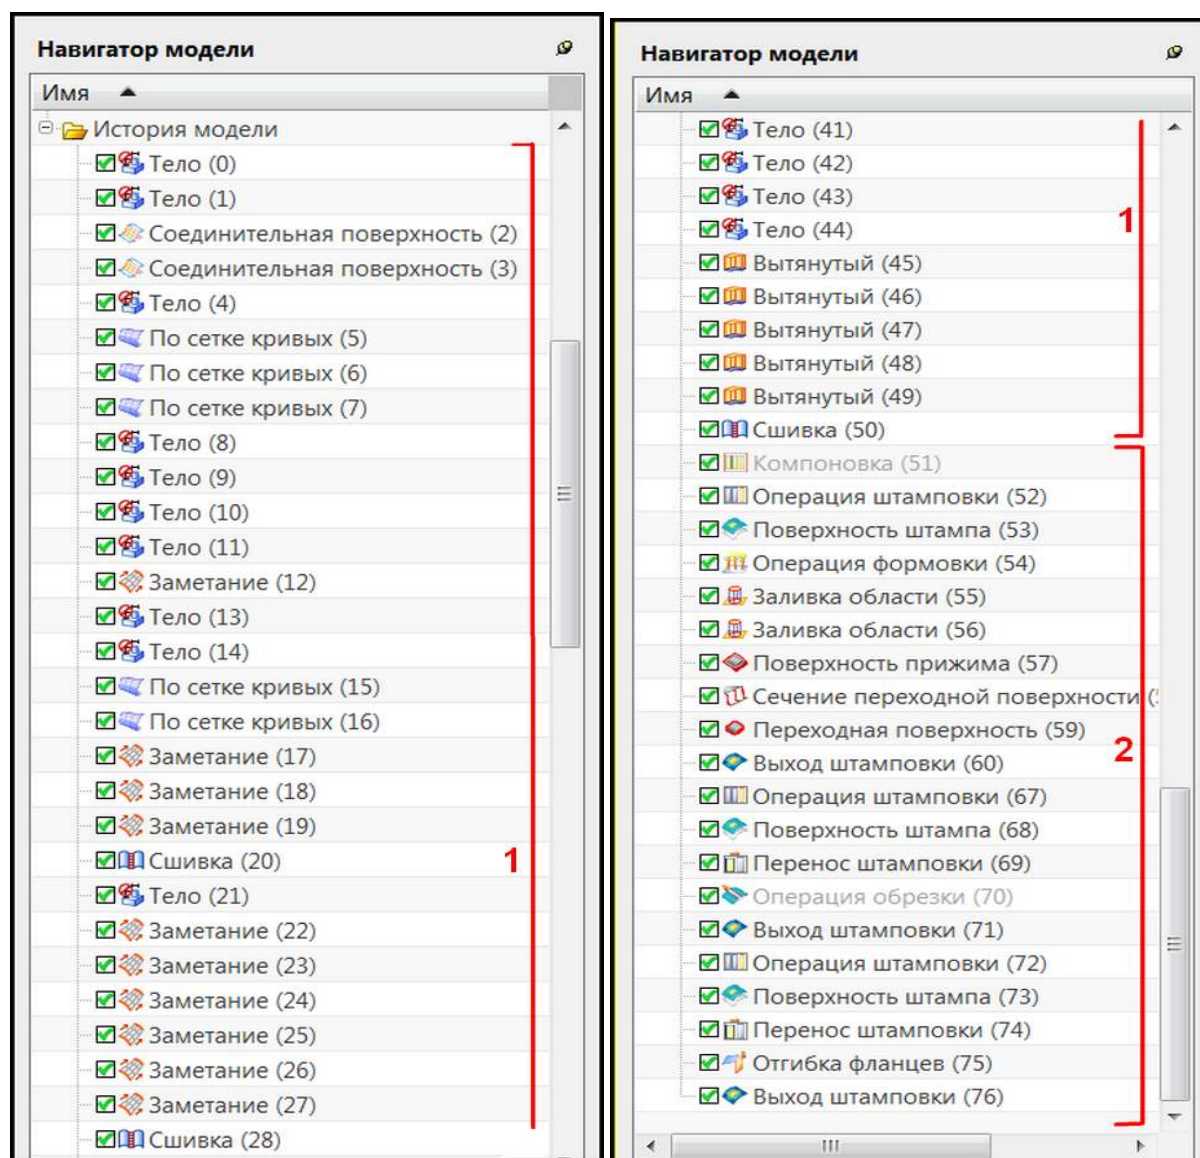 Навигатор модели
Имя
История модели
Тело (0)
Тело (1)
Соединительная поверхность (2)
Соединительная поверхность (3)
Тело (4)
По сетке кривых (5)
По сетке кривых (6)
По сетке кривых (7)
Тело (8)
Тело (9)
Тело (10)
Тело (11)
Заметание (12)
Тело (13)
Тело (14)
По сетке кривых (15)
По сетке кривых (16)
Заметание (17)
Заметание (18)
Заметание (19)
Сшивка (20)
1
Тело (21)
Заметание (22)
Заметание (23)
Заметание (24)
Заметание (25)
Заметание (26)
Заметание (27)
Сшивка (28)
Навигатор модели
Имя
Тело (41)
Тело (42)
Тело (43)
Тело (44)
1
Вытянутый (45)
Вытянутый (46)
Вытянутый (47)
Вытянутый (48)
Вытянутый (49)
Сшивка (50)
Компоновка (51)
Операция штамповки (52)
Поверхность штампа (53)
Операция формовки (54)
Заливка области (55)
Заливка области (56)
Поверхность прижима (57)
Сечение переходной поверхности (
Переходная поверхность (59)
2
Выход штамповки (60)
Операция штамповки (67)
Поверхность штампа (68)
Перенос штамповки (69)
Операция обрезки (70)
Выход штамповки (71)
Операция штамповки (72)
Поверхность штампа (73)
Перенос штамповки (74)
Отгибка фланцев (75)
Выход штамповки (76)